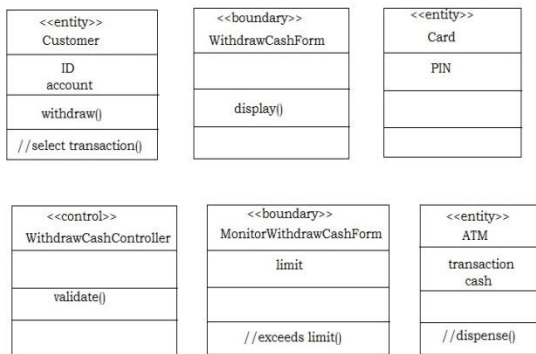 <<entity>>
Customer
ID
account
withdraw()
//select transaction()
<<boundary>>
WithdrawCashForm
display()
<<entity>>
Card
PIN
<<control>>
WithdrawCashController
validate()
<<boundary>>
MonitorWithdrawCashForm
limit
//exceeds limit()
<<entity>>
ATM
transaction
cash
//dispense()